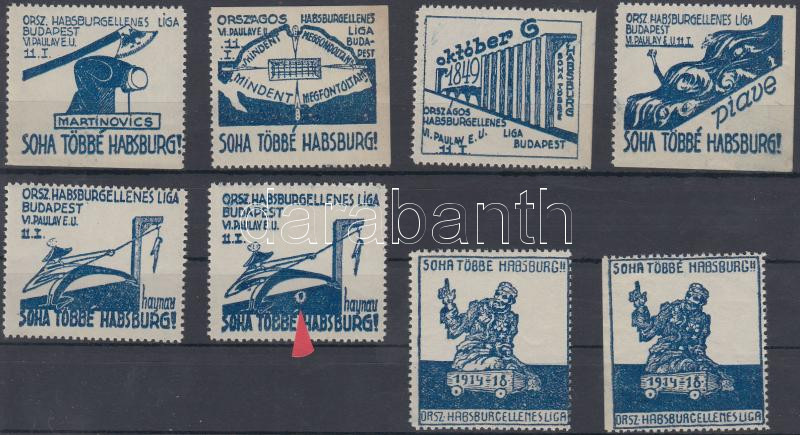 ORSZ. HABSBURGELLENES LIGA
BUDAPEST
VI. PAULAY E.U.
11. I.
MARTINOVICS
SOHA TÖBBÉ HABSBURG!
ORSZÁGOS HABSBURGELLENES
VI. PAULAY E.U. LIGA
11 BUDA-
I. PEST
MINDENT MEGFONTOLTAM
MINDENT MEGFONTOLTAM
SOHA TÖBBÉ HABSBURG!
október 6
1849
SOHA TÖBBÉ
HABSBURG
ORSZÁGOS
HABSBURGELLENES
VI. PAULAY E.U. LIGA
11. I. BUDAPEST
ORSZ. HABSBURGELLENES LIGA
BUDAPEST
VI. PAULAY E.U. 11. I.
piave
SOHA TÖBBÉ HABSBURG!
ORSZ. HABSBURGELLENES LIGA
BUDAPEST
VI. PAULAY E.U.
11. I.
haynau
SOHA TÖBBÉ HABSBURG!
ORSZ. HABSBURGELLENES LIGA
BUDAPEST
VI. PAULAY E.U.
11. I.
haynau
SOHA TÖBBÉ HABSBURG!
darabanth
SOHA TÖBBÉ HABSBURG!!
1914=18.
ORSZ. HABSBURGELLENES LIGA
SOHA TÖBBÉ HABSBURG!!
1914=18.
ORSZ. HABSBURGELLENES LIGA